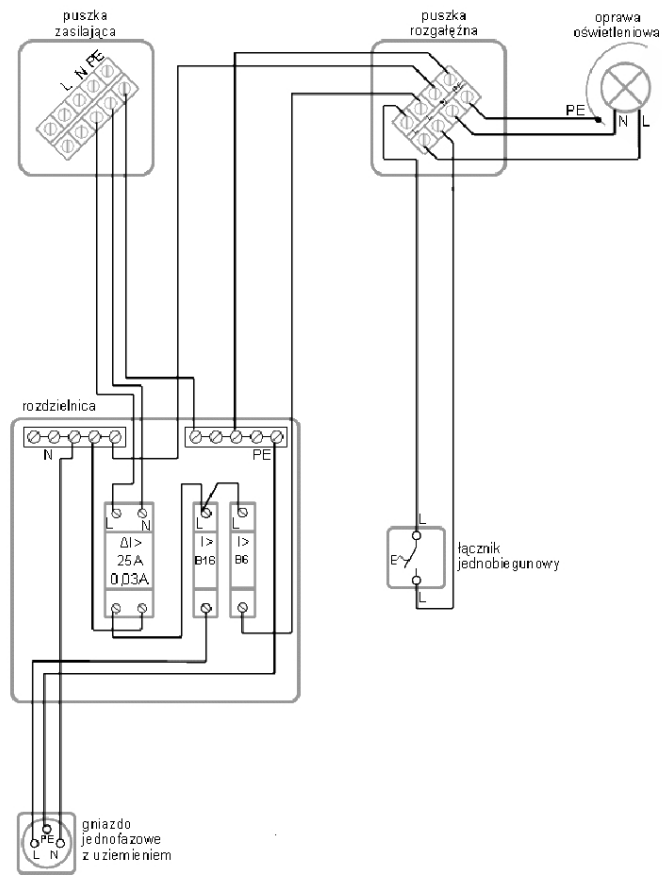 puszka
zasilająca
puszka
rozgałęźna
oprawa
oświetleniowa
L N PE
PE
N
L
rozdzielnica
N
PE
L
N
ΔI>
25A
0,03A
L
I>
B16
L
I>
B6
L
E
łącznik
jednobiegunowy
L
PE
L N
gniazdo
jednofazowe
z uziemieniem